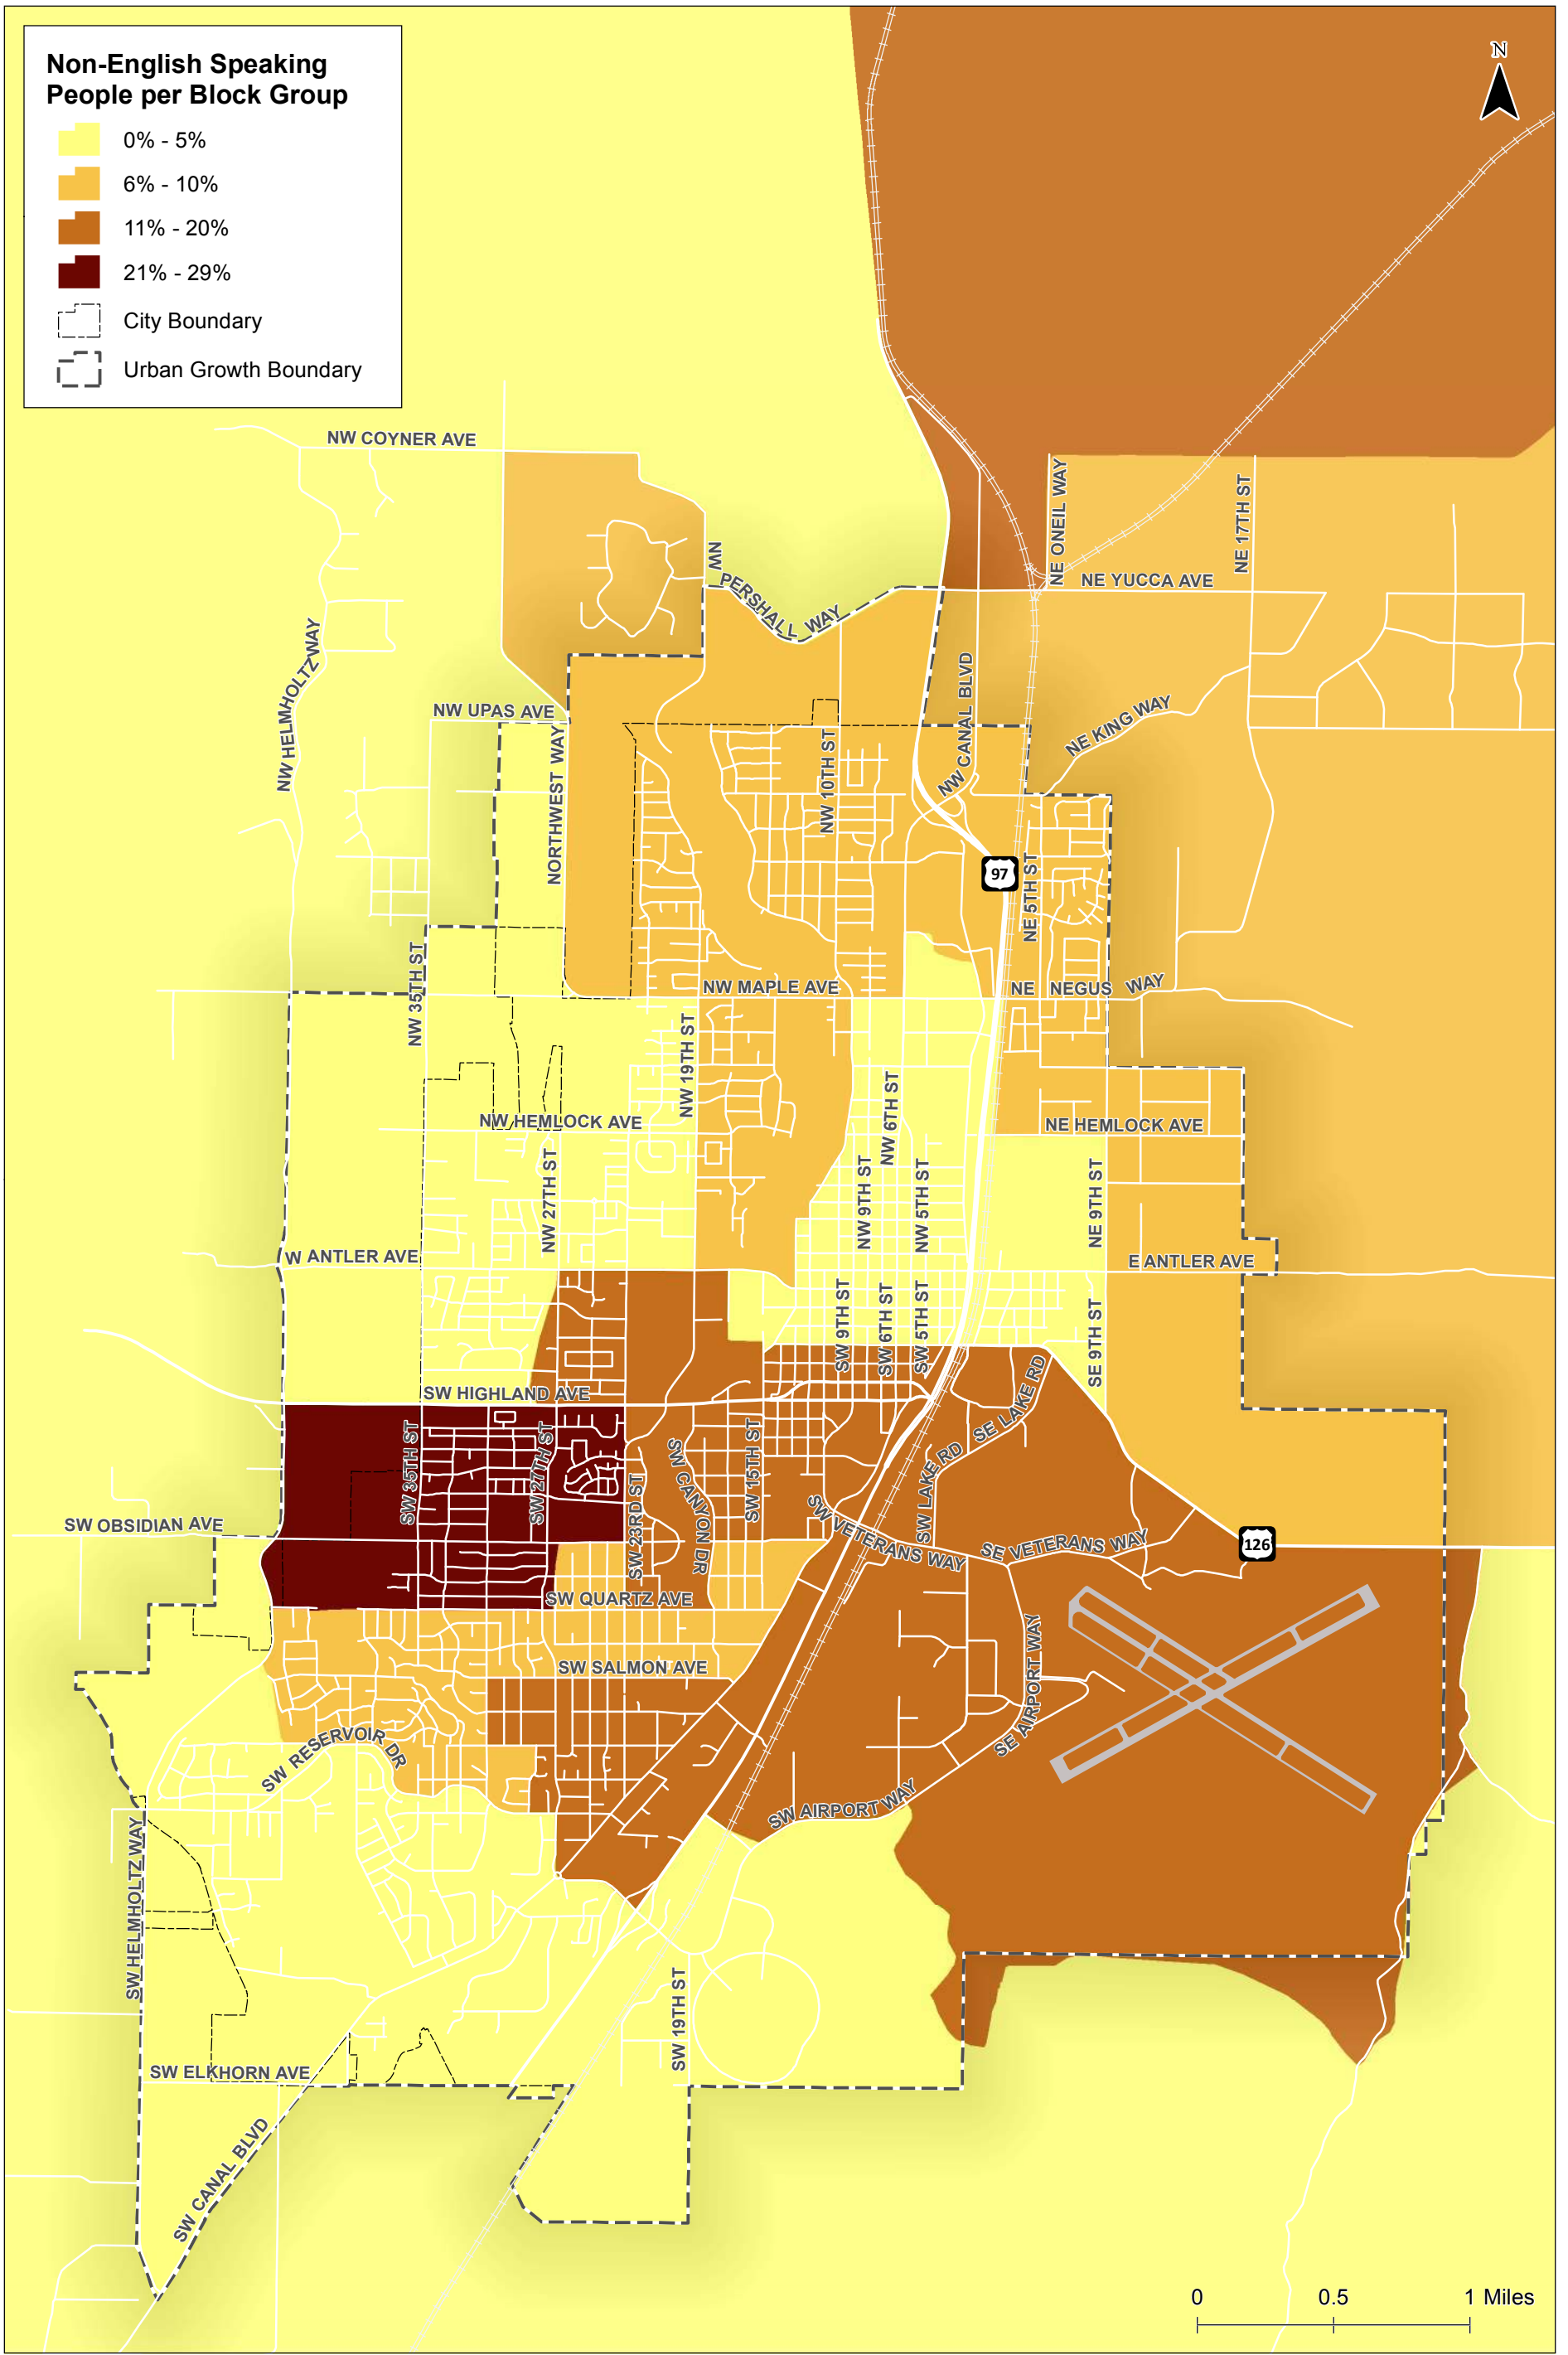 Non-English Speaking
People per Block Group
0% - 5%
6% - 10%
11% - 20%
21% - 29%
City Boundary
Urban Growth Boundary
N
NW COYNER AVE
NE ONEIL WAY
NE 17TH ST
NW
PERSHALL WAY
NE YUCCA AVE
NW HELMHOLTZ WAY
NW UPAS AVE
NORTHWEST WAY
NW 10TH ST
NW CANAL BLVD
NE KING WAY
97
NE 5TH ST
NW 35TH ST
NW MAPLE AVE
NE NEGUS WAY
NW 19TH ST
NW HEMLOCK AVE
NW 6TH ST
NE HEMLOCK AVE
NW 27TH ST
NW 9TH ST
NW 5TH ST
NE 9TH ST
W ANTLER AVE
E ANTLER AVE
SW 9TH ST
SW 6TH ST
SW 5TH ST
SE 9TH ST
SW HIGHLAND AVE
SE LAKE RD
SW 35TH ST
SW 27TH ST
SW 23RD ST
SW CANYON DR
SW 15TH ST
SW LAKE RD
SW OBSIDIAN AVE
SW VETERANS WAY
SE VETERANS WAY
126
SW QUARTZ AVE
SW SALMON AVE
SE AIRPORT WAY
SW RESERVOIR DR
SW AIRPORT WAY
SW HELMHOLTZ WAY
SW 19TH ST
SW ELKHORN AVE
SW CANAL BLVD
0 0.5 1 Miles